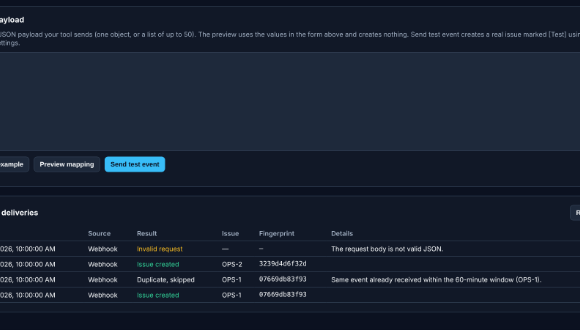 ayload
JSON payload your tool sends (one object, or a list of up to 50). The preview uses the values in the form above and creates nothing. Send test event creates a real issue marked [Test] usin
ettings.
example Preview mapping Send test event
deliveries R
Source Result Issue Fingerprint Details
026, 10:00:00 AM Webhook Invalid request — — The request body is not valid JSON.
026, 10:00:00 AM Webhook Issue created OPS-2 3239d4d6f32d
026, 10:00:00 AM Webhook Duplicate, skipped OPS-1 07669db83f93 Same event already received within the 60-minute window (OPS-1).
026, 10:00:00 AM Webhook Issue created OPS-1 07669db83f93